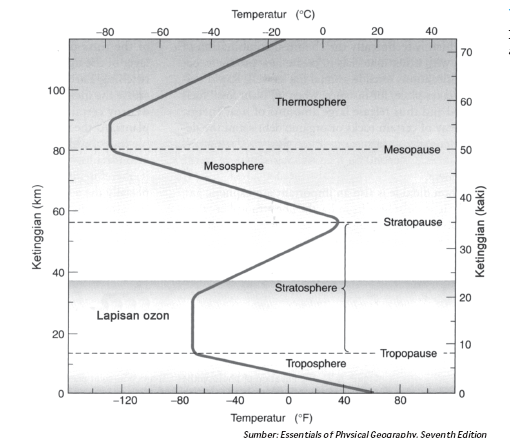 Temperatur (°C)
−80 −60 −40 −20 0 20 40
70
100
Thermosphere
60
80
Mesopause
50
Mesosphere
40
60
Stratopause
Ketinggian (km)
Ketinggian (kaki)
30
40
Stratosphere
20
Lapisan ozon
20
10
Tropopause
Troposphere
0
0
−120 −80 −40 0 40 80
Temperatur (°F)
Sumber: Essentials of Physical Geography. Seventh Edition